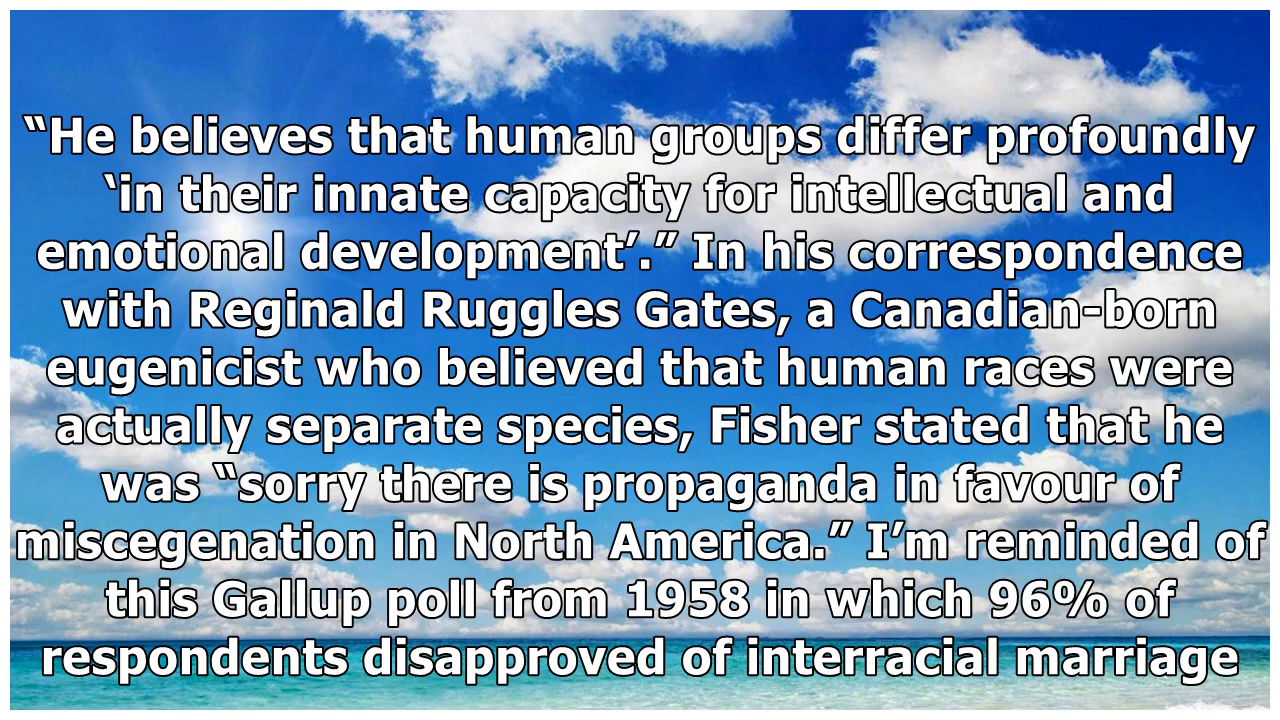 “He believes that human groups differ profoundly
‘in their innate capacity for intellectual and
emotional development’.” In his correspondence
with Reginald Ruggles Gates, a Canadian-born
eugenicist who believed that human races were
actually separate species, Fisher stated that he
was “sorry there is propaganda in favour of
miscegenation in North America.” I’m reminded of
this Gallup poll from 1958 in which 96% of
respondents disapproved of interracial marriage